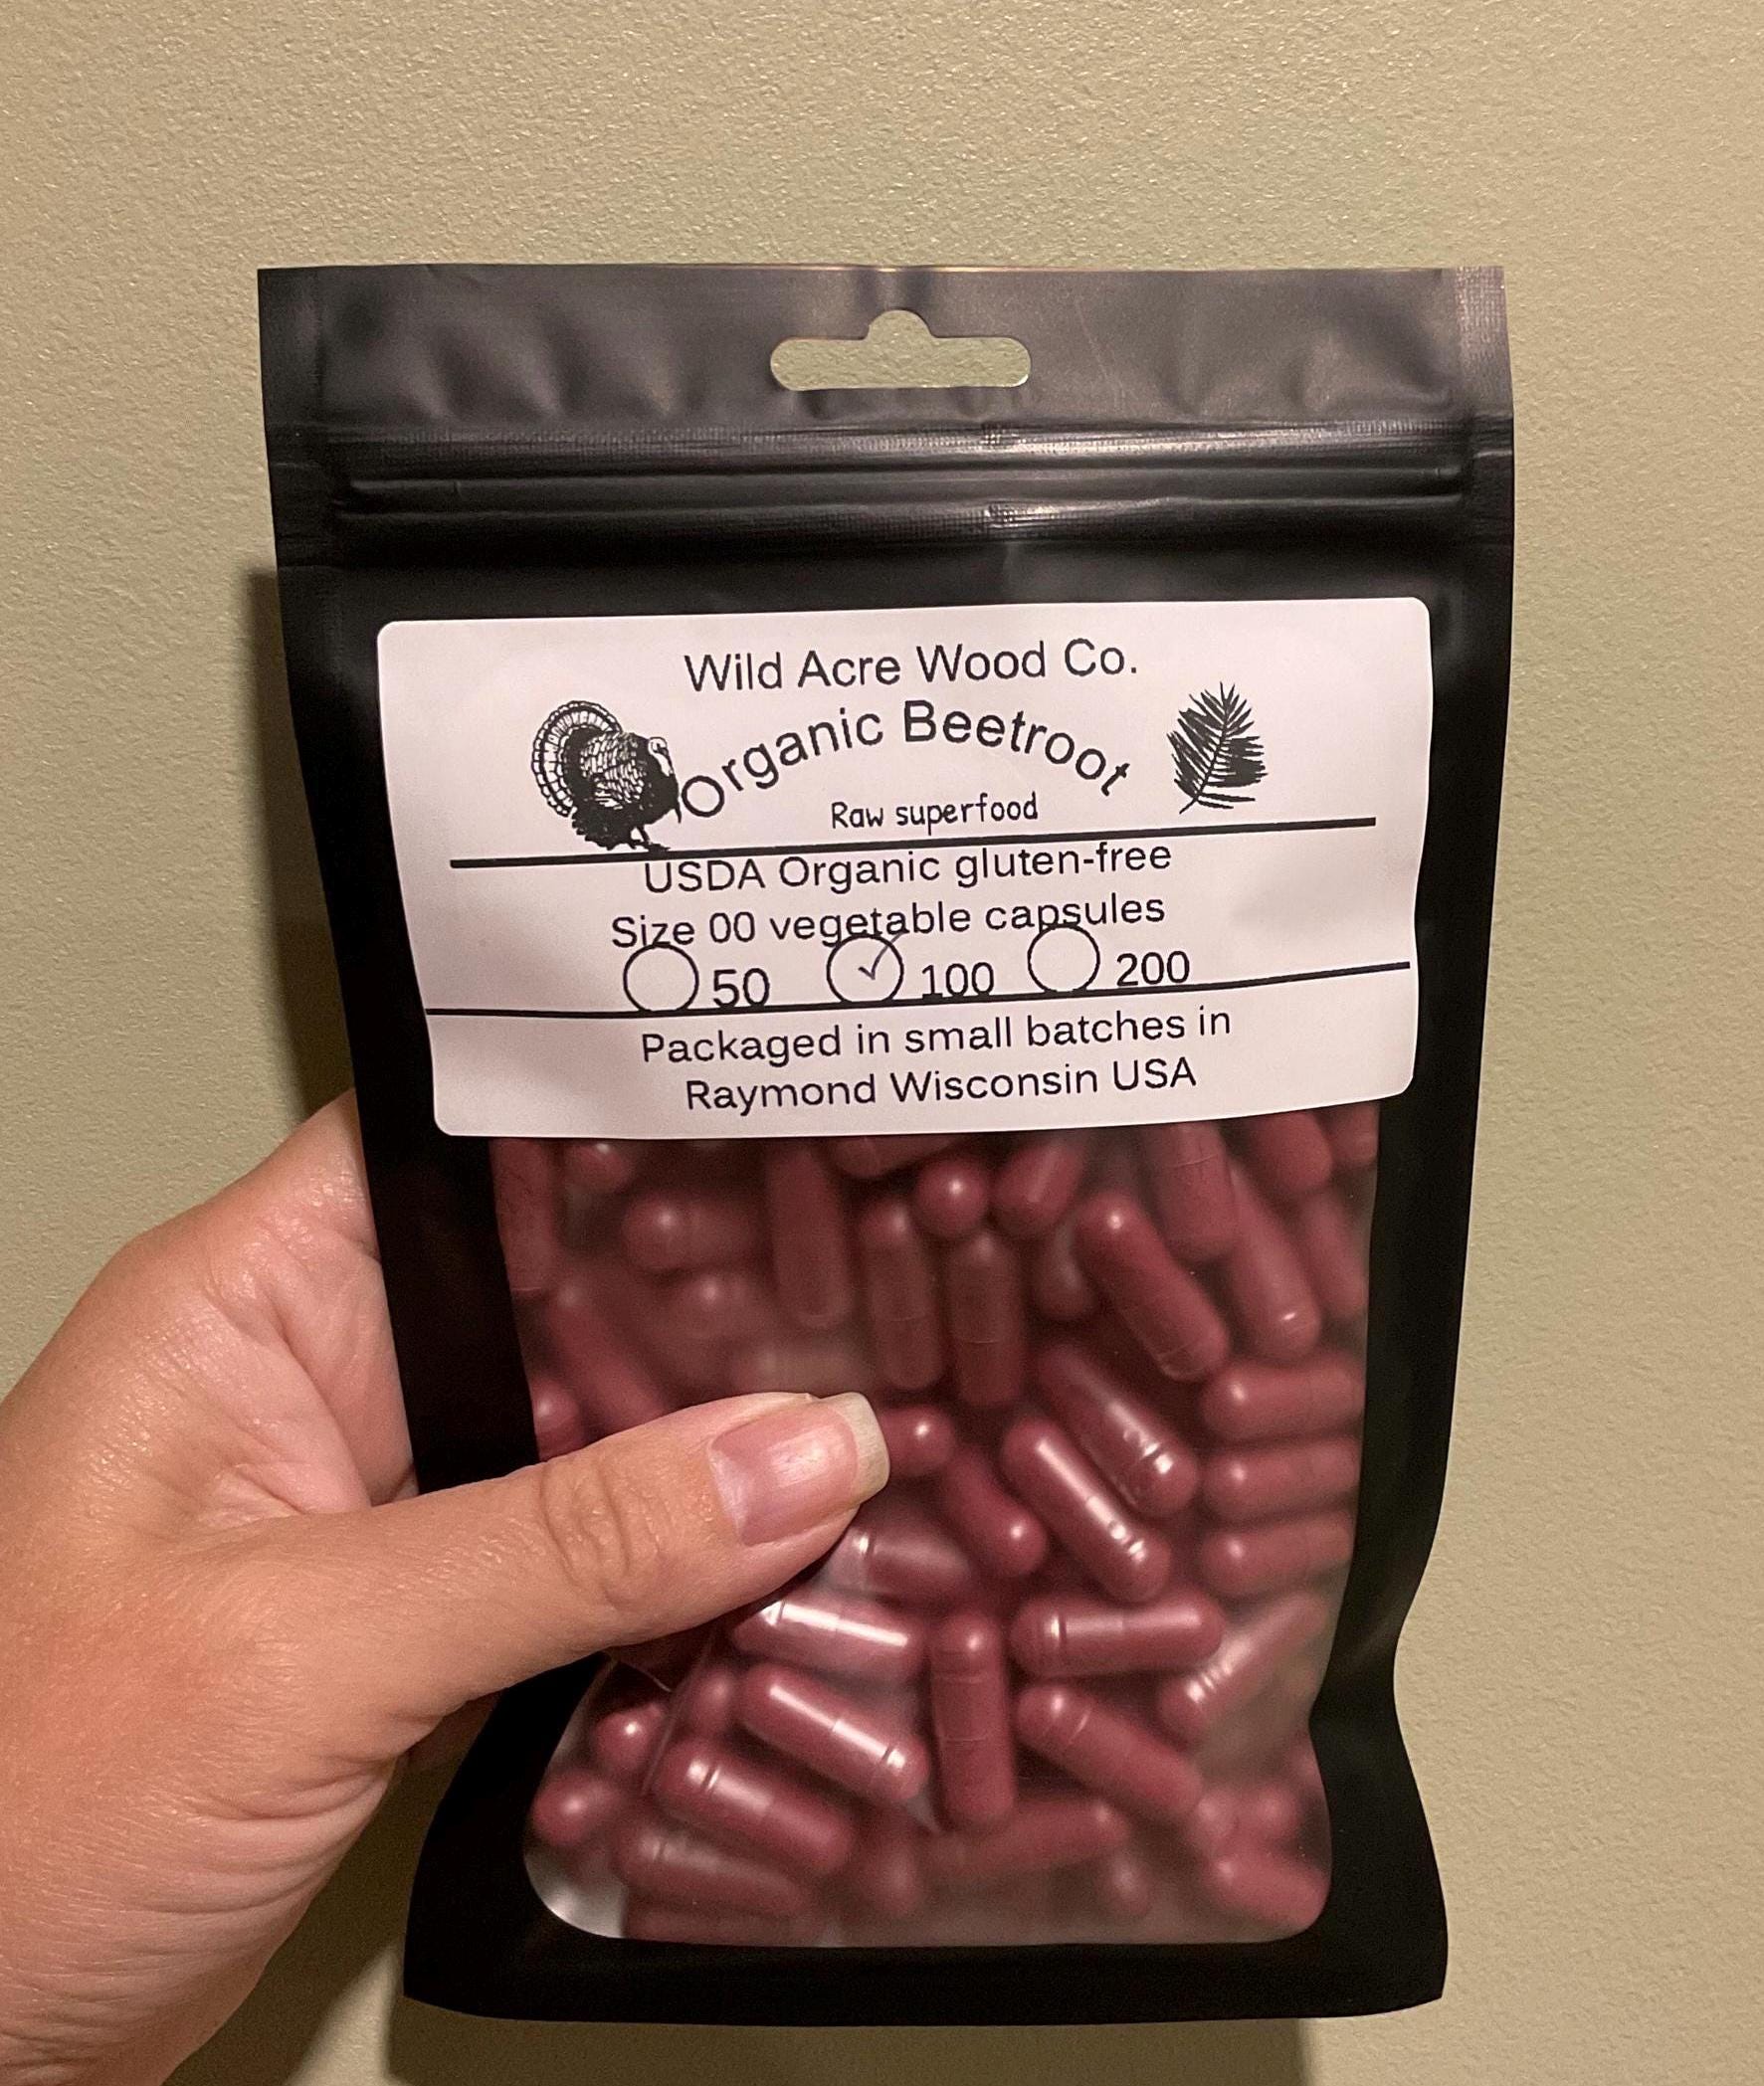 Wild Acre Wood Co.
Organic Beetroot
Raw superfood
USDA Organic gluten-free
Size 00 vegetable capsules
50 ✓ 100 200
Packaged in small batches in
Raymond Wisconsin USA